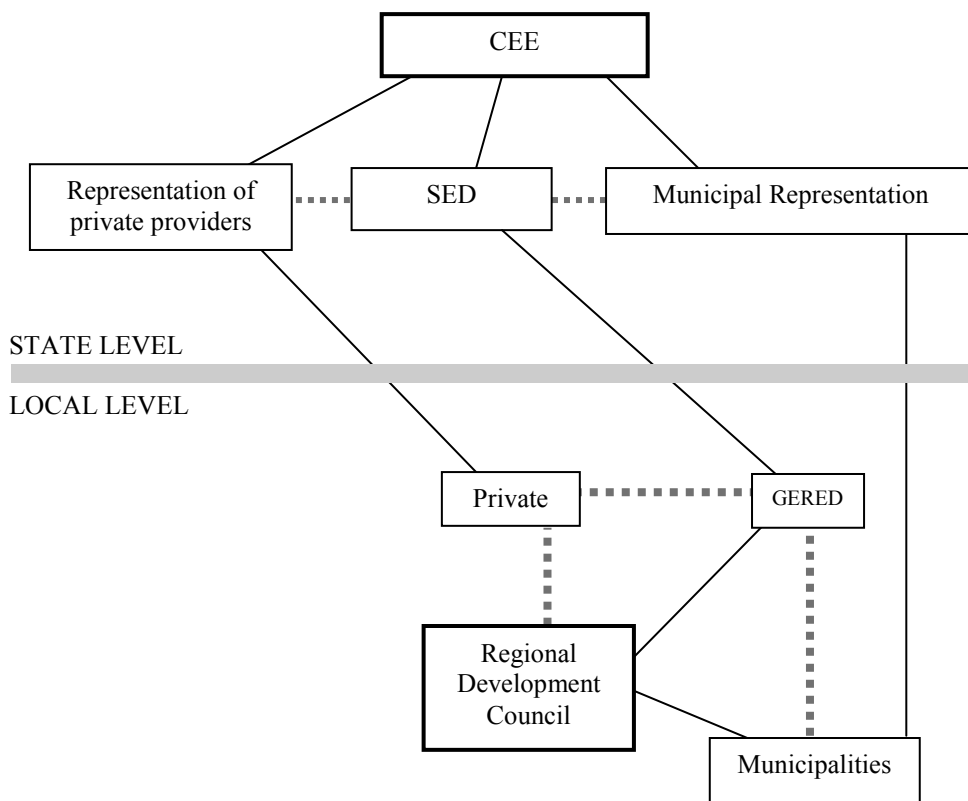 CEE
Representation of
private providers
SED
Municipal Representation
STATE LEVEL
LOCAL LEVEL
Private
GERED
Regional
Development
Council
Municipalities